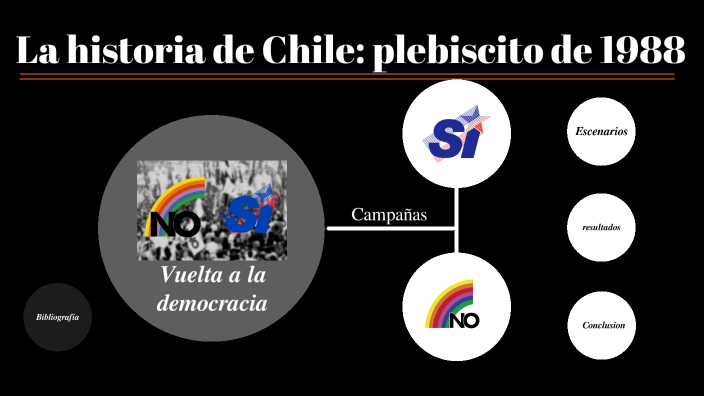 La historia de Chile: plebiscito de 1988
NO
Sí
Vuelta a la
democracia
Campañas
Sí
NO
Escenarios
resultados
Conclusion
Bibliografía